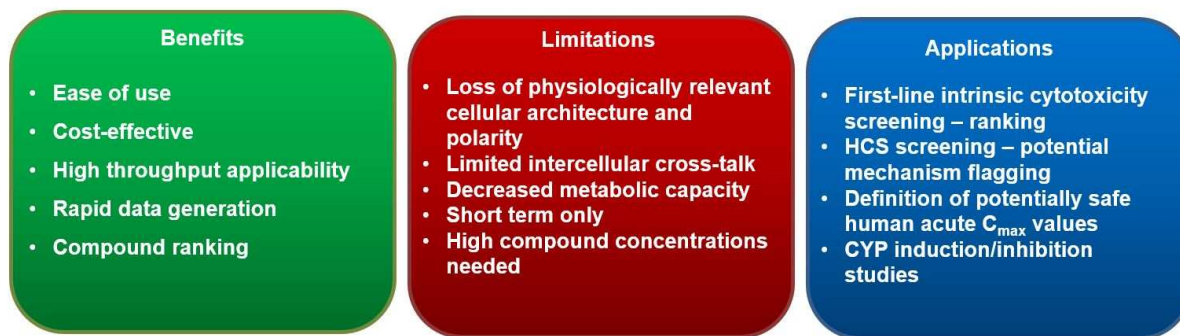 Benefits
• Ease of use
• Cost-effective
• High throughput applicability
• Rapid data generation
• Compound ranking
Limitations
• Loss of physiologically relevant
cellular architecture and
polarity
• Limited intercellular cross-talk
• Decreased metabolic capacity
• Short term only
• High compound concentrations
needed
Applications
• First-line intrinsic cytotoxicity
screening – ranking
• HCS screening – potential
mechanism flagging
• Definition of potentially safe
human acute Cmax values
• CYP induction/inhibition
studies